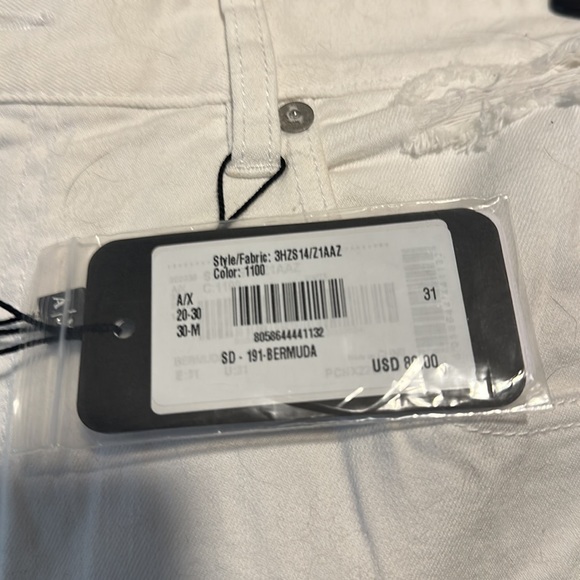 Style/Fabric: 3HZS14/Z1AAZ
Color: 1100
A/X
20-30
30-M
31
8058644441132
SD - 191-BERMUDA